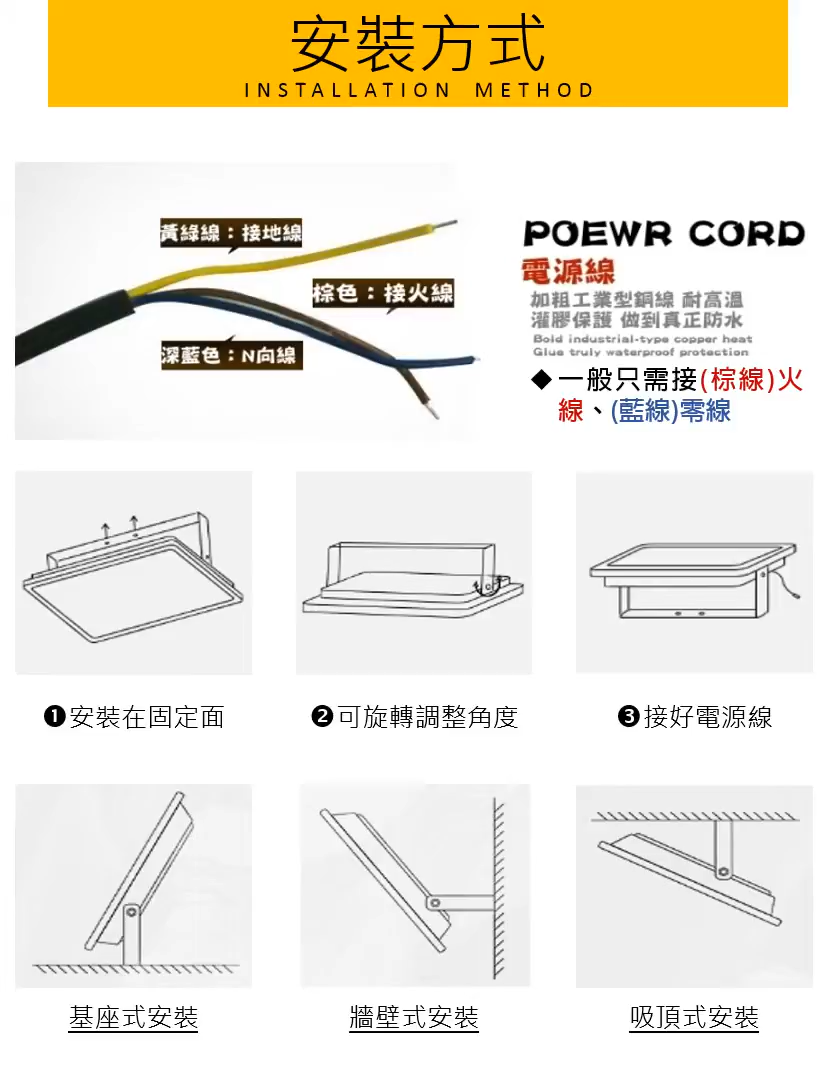 安裝方式
INSTALLATION METHOD
黃綠線：接地線
棕色：接火線
深藍色：N向線
POEWR CORD
電源線
加粗工業型銅線 耐高溫
灌膠保護 做到真正防水
Bold industrial-type copper heat
Glue truly waterproof protection
◆一般只需接(棕線)火
線、(藍線)零線
❶安裝在固定面
❷可旋轉調整角度
❸接好電源線
基座式安裝
牆壁式安裝
吸頂式安裝